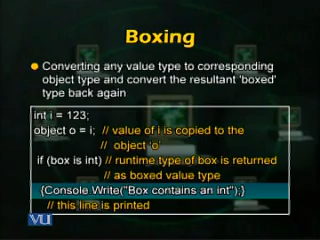 Boxing
Converting any value type to corresponding
object type and convert the resultant 'boxed'
type back again
int i = 123;
object o = i; // value of i is copied to the
// object 'o'
if (box is int) // runtime type of box is returned
// as boxed value type
{Console.Write("Box contains an int");}
// this line is printed
VU